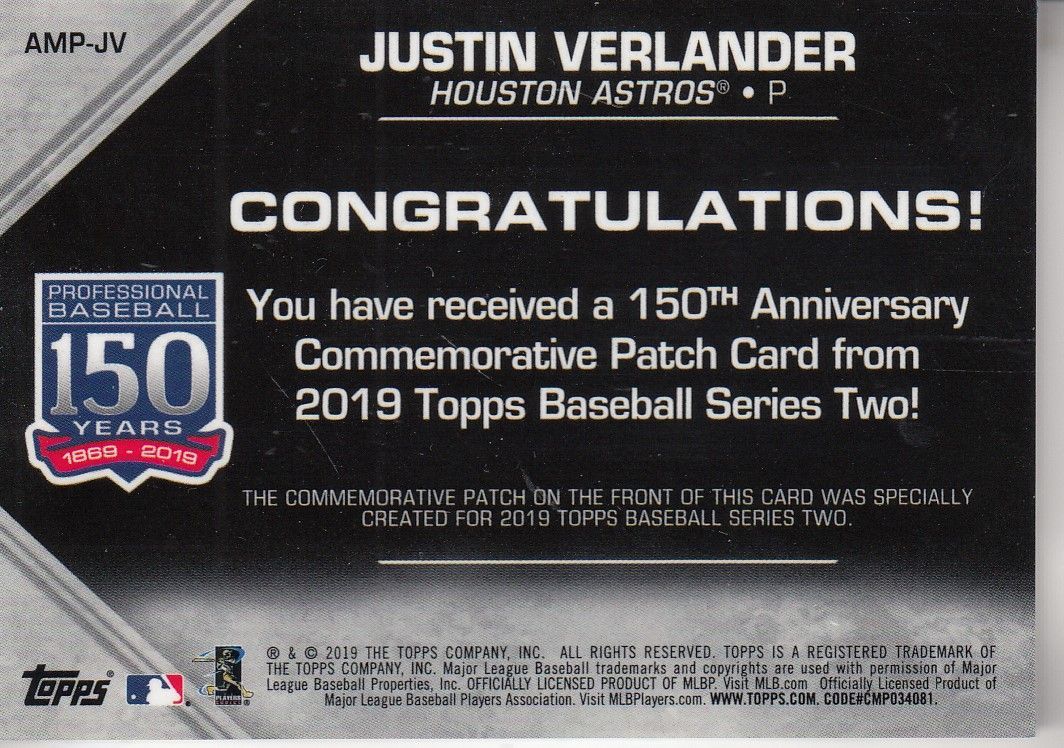 AMP-JV
JUSTIN VERLANDER
HOUSTON ASTROS® • P
CONGRATULATIONS!
PROFESSIONAL
BASEBALL
150
YEARS
1869 - 2019
You have received a 150TH Anniversary
Commemorative Patch Card from
2019 Topps Baseball Series Two!
THE COMMEMORATIVE PATCH ON THE FRONT OF THIS CARD WAS SPECIALLY
CREATED FOR 2019 TOPPS BASEBALL SERIES TWO.
® & © 2019 THE TOPPS COMPANY, INC. ALL RIGHTS RESERVED. TOPPS IS A REGISTERED TRADEMARK OF
THE TOPPS COMPANY, INC. Major League Baseball trademarks and copyrights are used with permission of Major
League Baseball Properties, Inc. OFFICIALLY LICENSED PRODUCT OF MLBP. Visit MLB.com Officially Licensed Product of
Major League Baseball Players Association. Visit MLBPlayers.com. WWW.TOPPS.COM. CODE#CMP034081.
Topps
PLAYERS